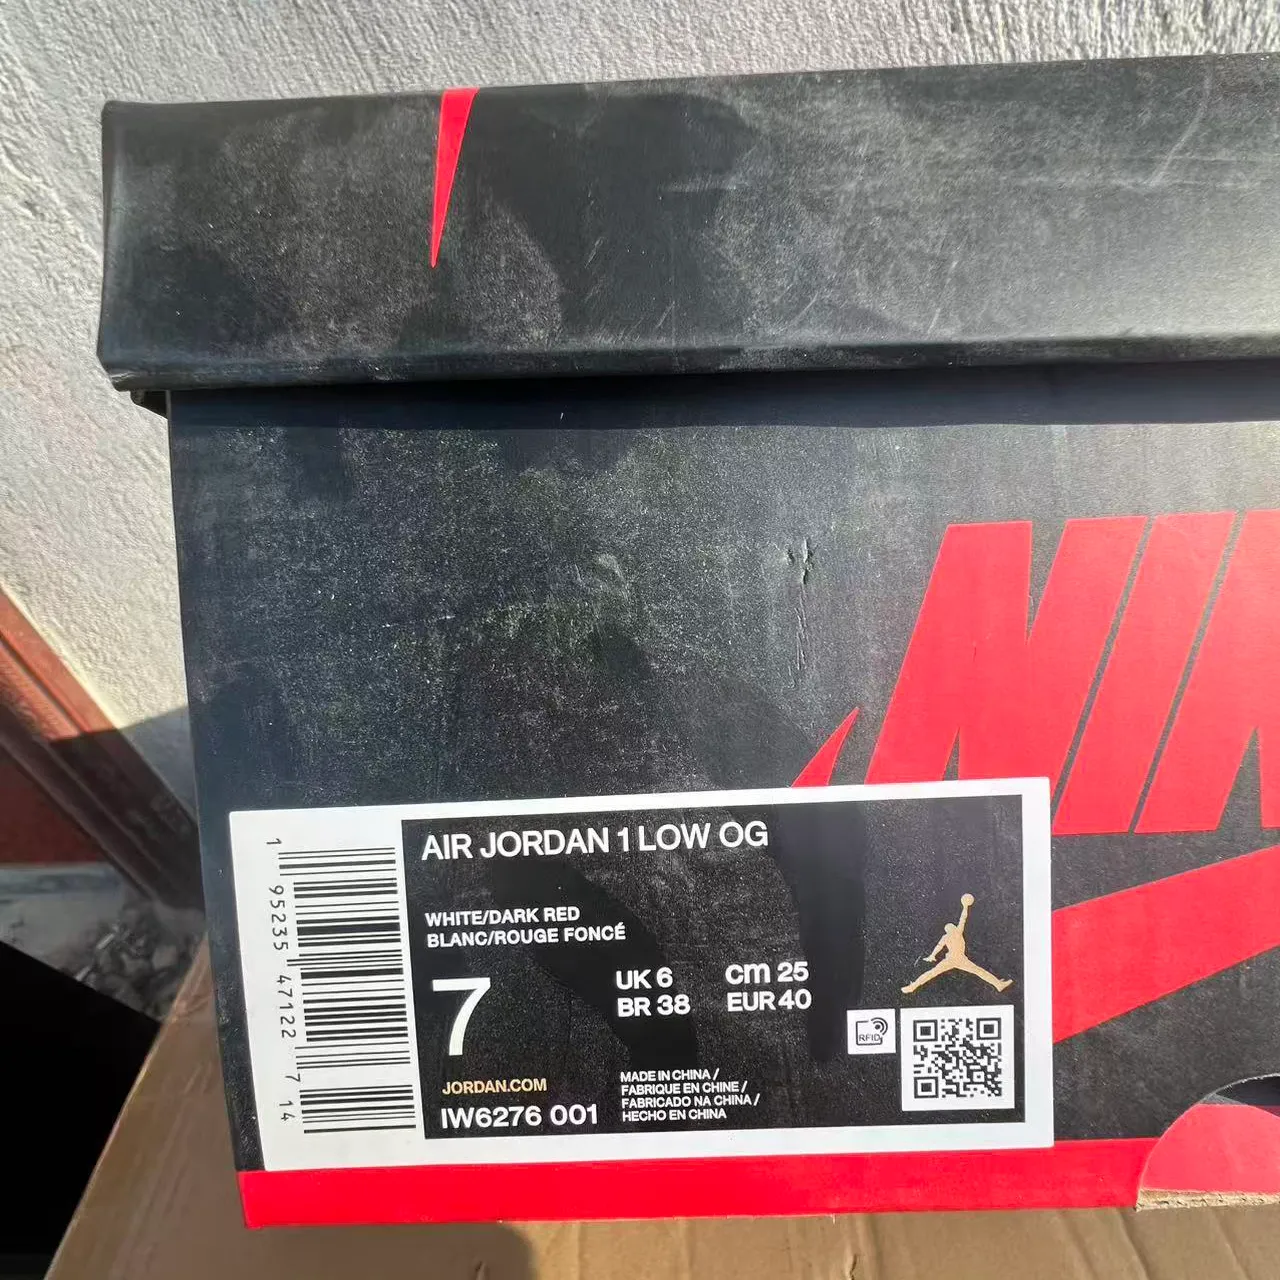 NIK
AIR JORDAN 1 LOW OG
WHITE/DARK RED
BLANC/ROUGE FONCÉ
7
UK 6 cm 25
BR 38 EUR 40
RFID
JORDAN.COM
IW6276 001
MADE IN CHINA /
FABRIQUE EN CHINE /
FABRICADO NA CHINA /
HECHO EN CHINA
1 95235 47122 7 14